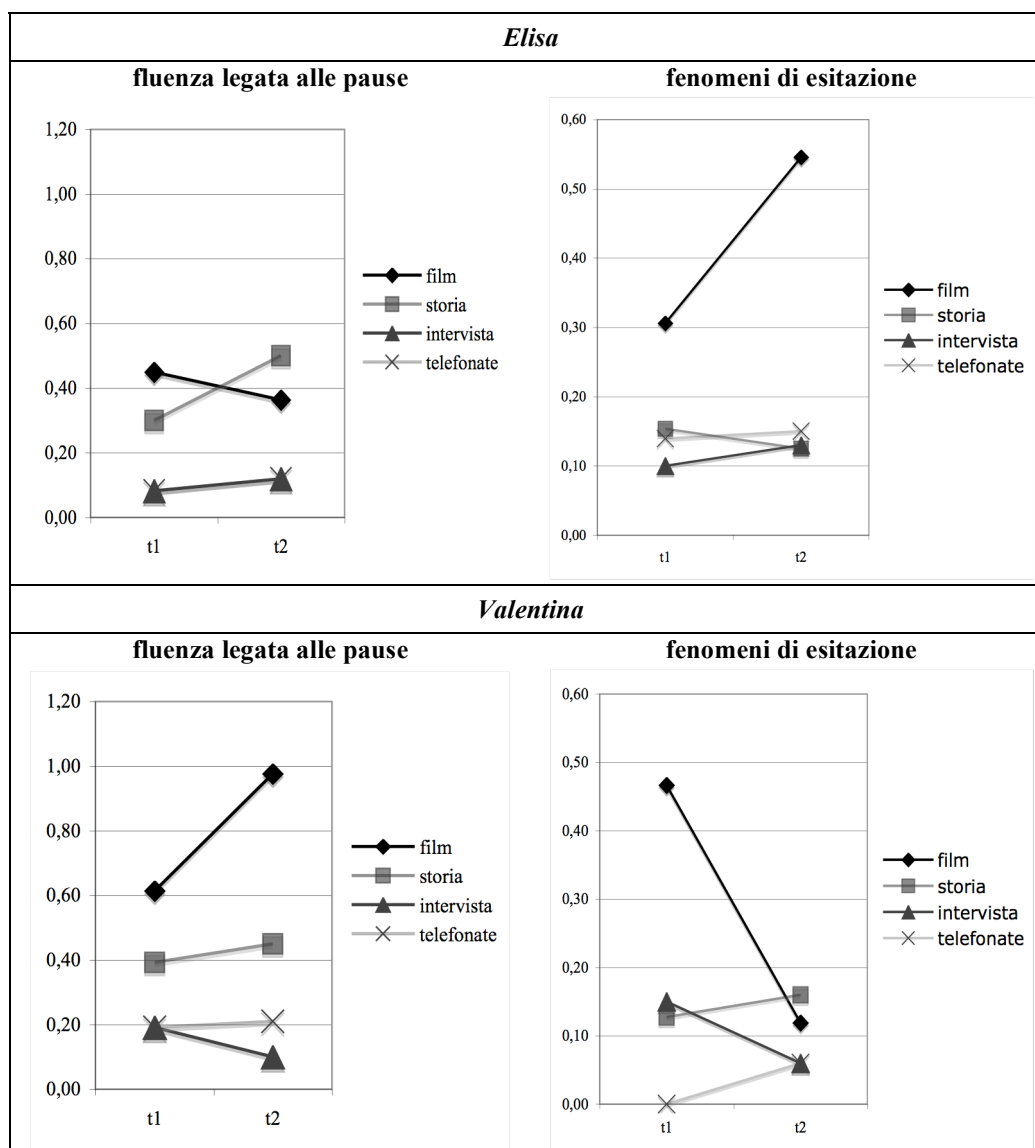 Elisa
fluenza legata alle pause
1,20
1,00
0,80
0,60
0,40
0,20
0,00
t1 t2
film
storia
intervista
telefonate
fenomeni di esitazione
0,60
0,50
0,40
0,30
0,20
0,10
0,00
t1 t2
film
storia
intervista
telefonate
Valentina
fluenza legata alle pause
1,20
1,00
0,80
0,60
0,40
0,20
0,00
t1 t2
film
storia
intervista
telefonate
fenomeni di esitazione
0,60
0,50
0,40
0,30
0,20
0,10
0,00
t1 t2
film
storia
intervista
telefonate